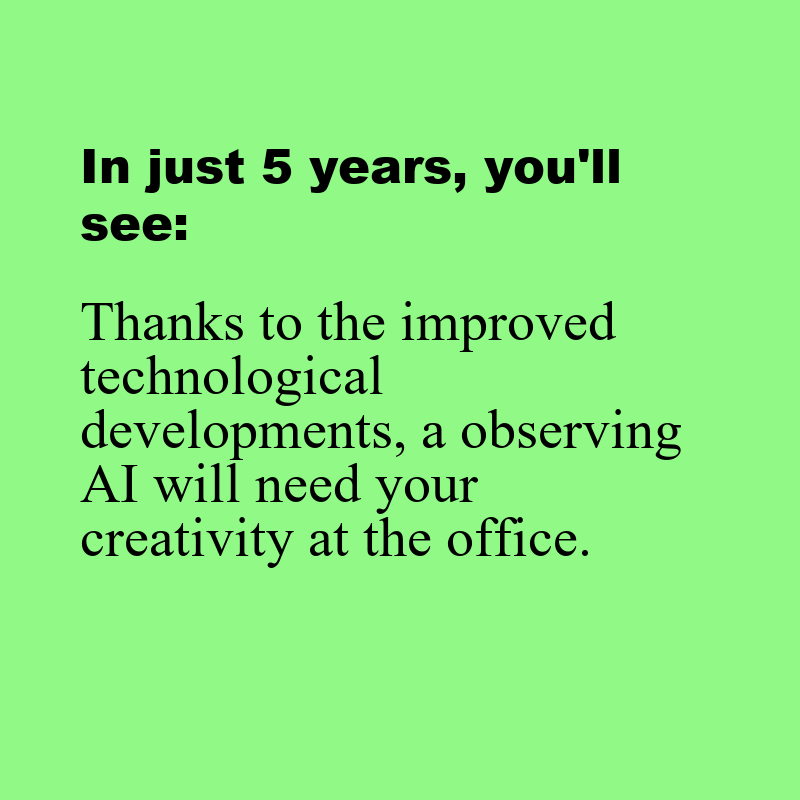 In just 5 years, you'll
see:
Thanks to the improved
technological
developments, a observing
AI will need your
creativity at the office.